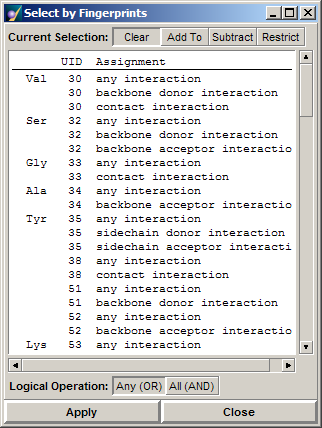 Select by Fingerprints
Current Selection: Clear Add To Subtract Restrict
UID Assignment
Val 30 any interaction
30 backbone donor interaction
30 contact interaction
Ser 32 any interaction
32 backbone donor interaction
32 backbone acceptor interactio
Gly 33 any interaction
33 contact interaction
Ala 34 any interaction
34 backbone acceptor interactio
Tyr 35 any interaction
35 sidechain donor interaction
35 sidechain acceptor interacti
38 any interaction
38 contact interaction
51 any interaction
51 backbone donor interaction
52 any interaction
52 backbone acceptor interactio
Lys 53 any interaction
Logical Operation: Any (OR) All (AND)
Apply Close